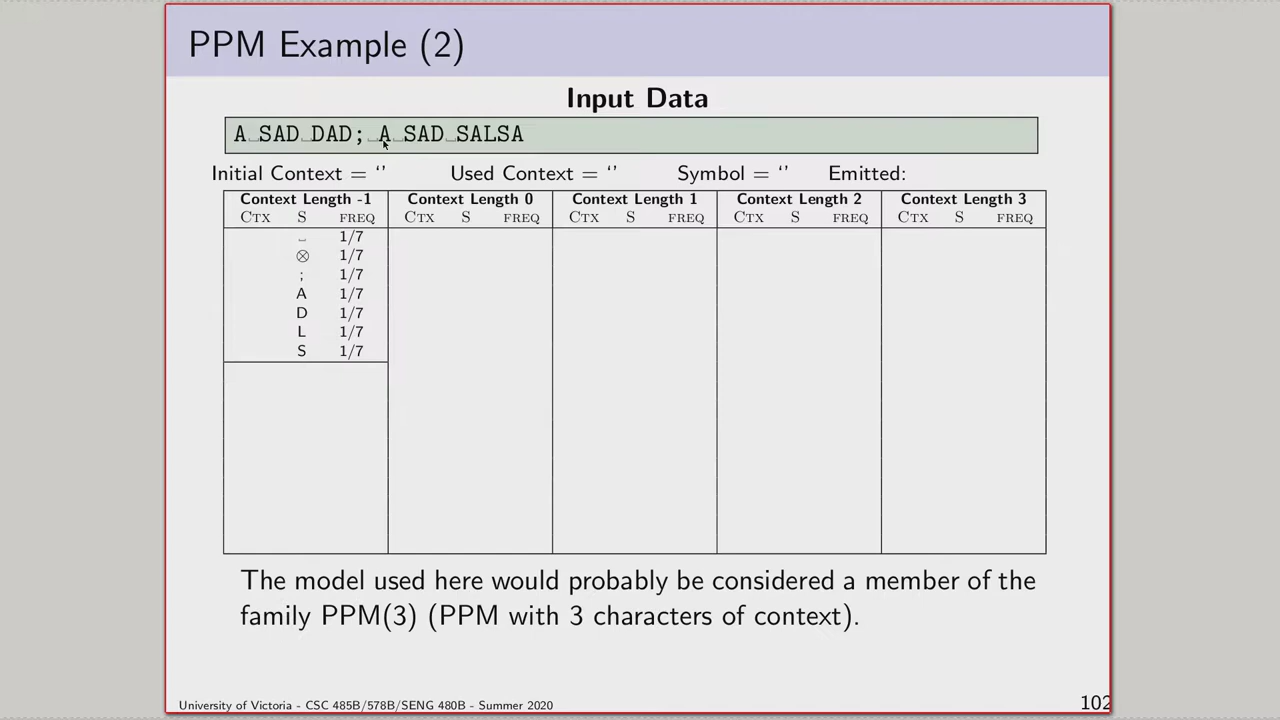 PPM Example (2)
Input Data
A␣SAD␣DAD;␣A␣SAD␣SALSA
Initial Context = ‘’ Used Context = ‘’ Symbol = ‘’ Emitted:
Context Length -1 Context Length 0 Context Length 1 Context Length 2 Context Length 3
CTX S FREQ CTX S FREQ CTX S FREQ CTX S FREQ CTX S FREQ
␣ 1/7
⊗ 1/7
; 1/7
A 1/7
D 1/7
L 1/7
S 1/7
The model used here would probably be considered a member of the
family PPM(3) (PPM with 3 characters of context).
University of Victoria - CSC 485B/578B/SENG 480B - Summer 2020
102